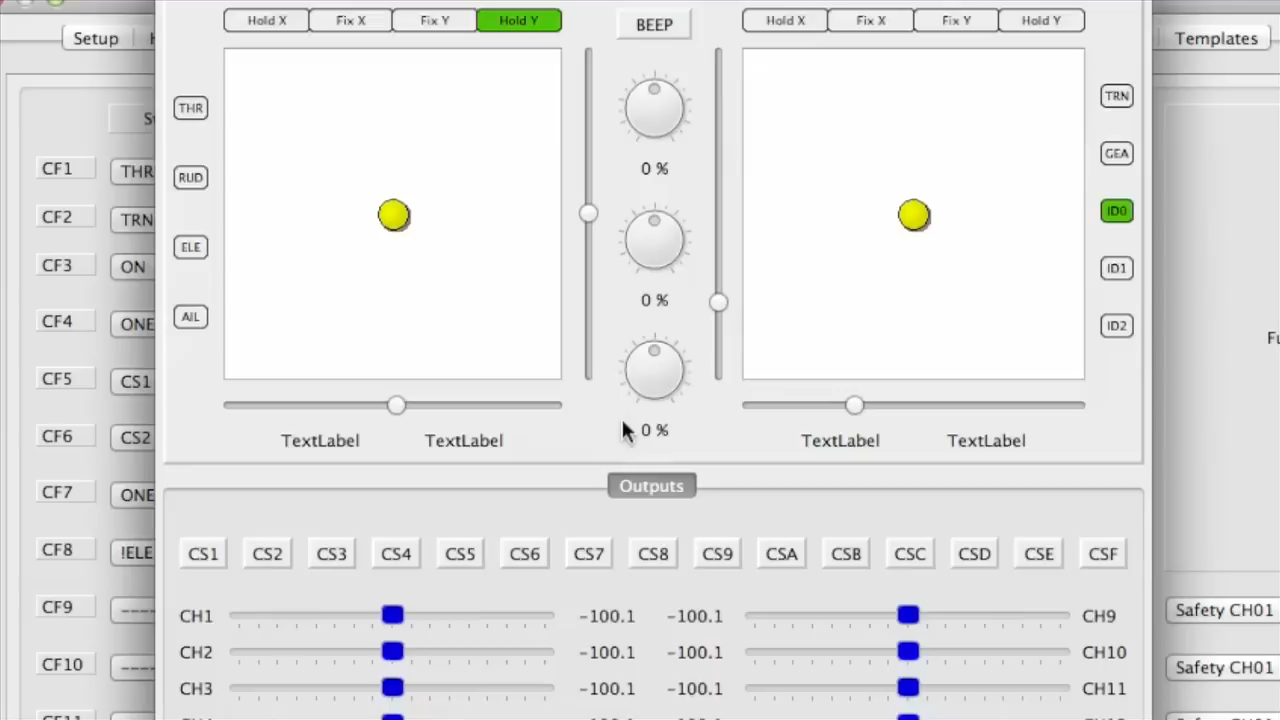 Hold X Fix X Fix Y Hold Y BEEP Hold X Fix X Fix Y Hold Y
Setup Templates
THR TRN
RUD GEA
ELE ID0
AIL ID1
ID2
0 %
0 %
0 %
TextLabel TextLabel TextLabel TextLabel
Outputs
CS1 CS2 CS3 CS4 CS5 CS6 CS7 CS8 CS9 CSA CSB CSC CSD CSE CSF
CH1 -100.1 -100.1 CH9
CH2 -100.1 -100.1 CH10
CH3 -100.1 -100.1 CH11
CF1 THR
CF2 TRN
CF3 ON
CF4 ONE
CF5 CS1
CF6 CS2
CF7 ONE
CF8 !ELE
CF9 ----
CF10 ----
Safety CH01
Safety CH01